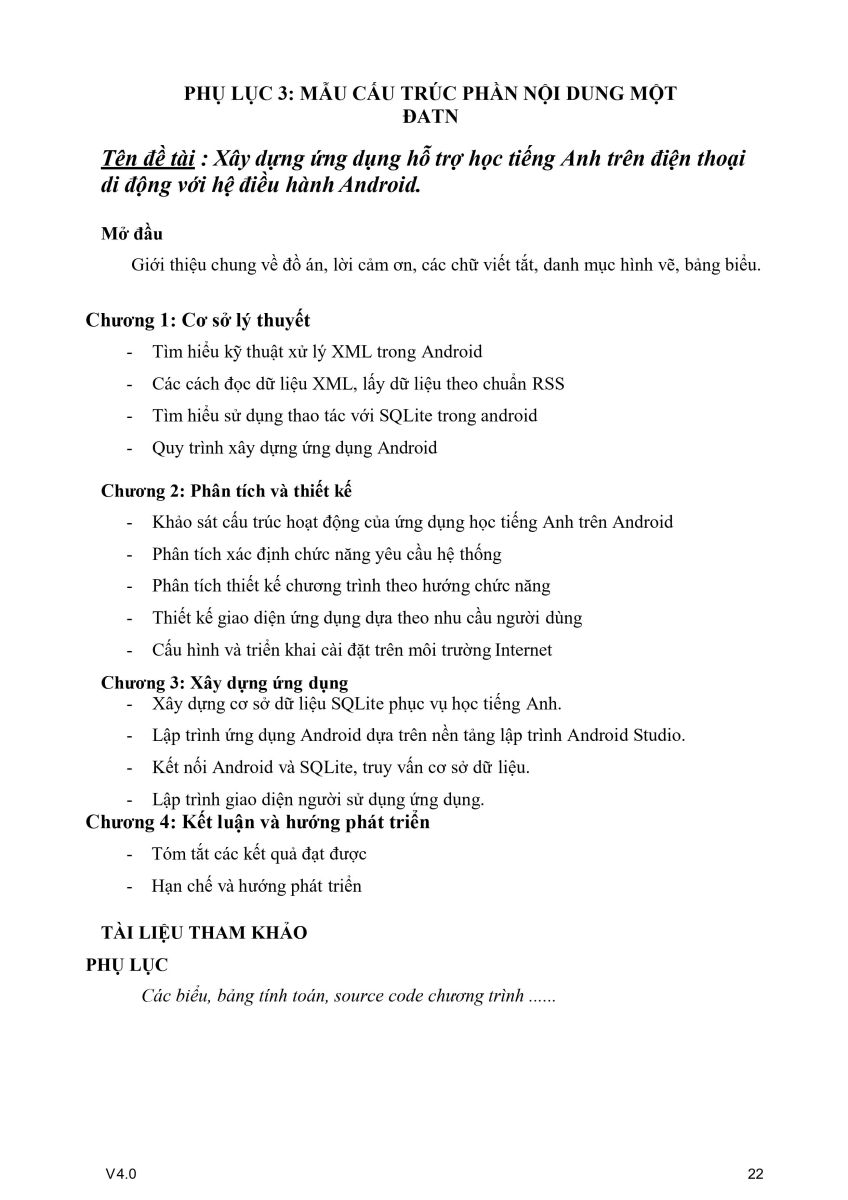 PHỤ LỤC 3: MẪU CẤU TRÚC PHẦN NỘI DUNG MỘT
ĐATN
Tên đề tài : Xây dựng ứng dụng hỗ trợ học tiếng Anh trên điện thoại
di động với hệ điều hành Android.
Mở đầu
Giới thiệu chung về đồ án, lời cảm ơn, các chữ viết tắt, danh mục hình vẽ, bảng biểu.
Chương 1: Cơ sở lý thuyết
- Tìm hiểu kỹ thuật xử lý XML trong Android
- Các cách đọc dữ liệu XML, lấy dữ liệu theo chuẩn RSS
- Tìm hiểu sử dụng thao tác với SQLite trong android
- Quy trình xây dựng ứng dụng Android
Chương 2: Phân tích và thiết kế
- Khảo sát cấu trúc hoạt động của ứng dụng học tiếng Anh trên Android
- Phân tích xác định chức năng yêu cầu hệ thống
- Phân tích thiết kế chương trình theo hướng chức năng
- Thiết kế giao diện ứng dụng dựa theo nhu cầu người dùng
- Cấu hình và triển khai cài đặt trên môi trường Internet
Chương 3: Xây dựng ứng dụng
- Xây dựng cơ sở dữ liệu SQLite phục vụ học tiếng Anh.
- Lập trình ứng dụng Android dựa trên nền tảng lập trình Android Studio.
- Kết nối Android và SQLite, truy vấn cơ sở dữ liệu.
- Lập trình giao diện người sử dụng ứng dụng.
Chương 4: Kết luận và hướng phát triển
- Tóm tắt các kết quả đạt được
- Hạn chế và hướng phát triển
TÀI LIỆU THAM KHẢO
PHỤ LỤC
Các biểu, bảng tính toán, source code chương trình ......
V4.0 22